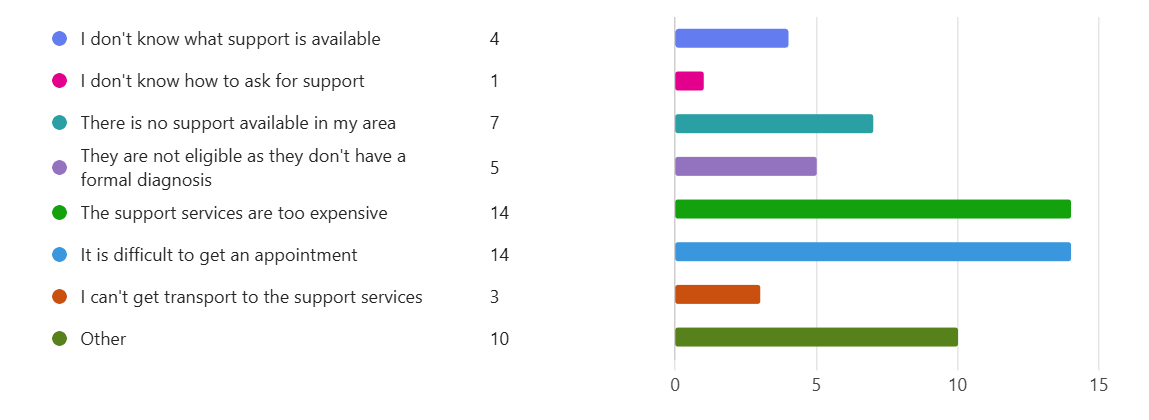 I don't know what support is available 4
I don't know how to ask for support 1
There is no support available in my area 7
They are not eligible as they don't have a
formal diagnosis 5
The support services are too expensive 14
It is difficult to get an appointment 14
I can't get transport to the support services 3
Other 10
0 5 10 15